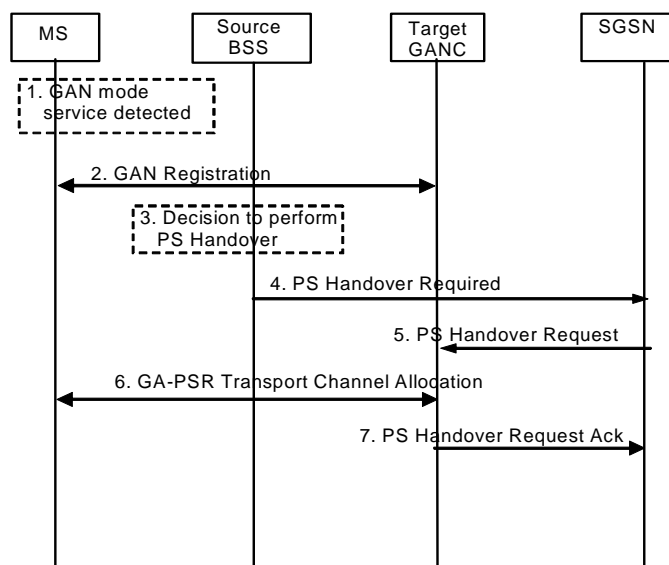 MS
Source
BSS
Target
GANC
SGSN
1. GAN mode
service detected
2. GAN Registration
3. Decision to perform
PS Handover
4. PS Handover Required
5. PS Handover Request
6. GA-PSR Transport Channel Allocation
7. PS Handover Request Ack